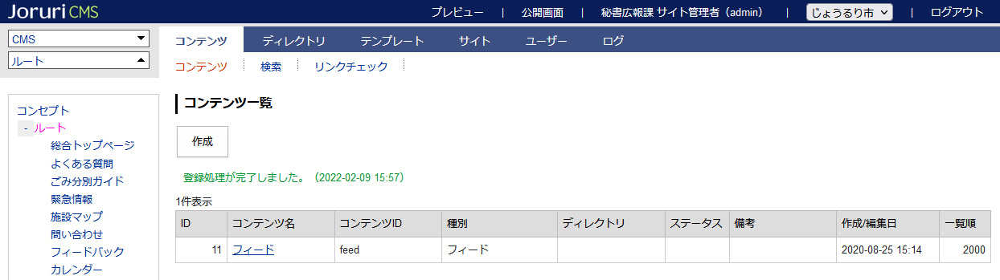 Joruri CMS
プレビュー | 公開画面 | 秘書広報課 サイト管理者（admin） | じょうるり市 | ログアウト
CMS
ルート
コンテンツ ディレクトリ テンプレート サイト ユーザー ログ
コンテンツ 検索 リンクチェック
コンセプト
- ルート
総合トップページ
よくある質問
ごみ分別ガイド
緊急情報
施設マップ
問い合わせ
フィードバック
カレンダー
コンテンツ一覧
作成
登録処理が完了しました。（2022-02-09 15:57）
1件表示
ID コンテンツ名 コンテンツID 種別 ディレクトリ ステータス 備考 作成/編集日 一覧順
11 フィード feed フィード 2020-08-25 15:14 2000